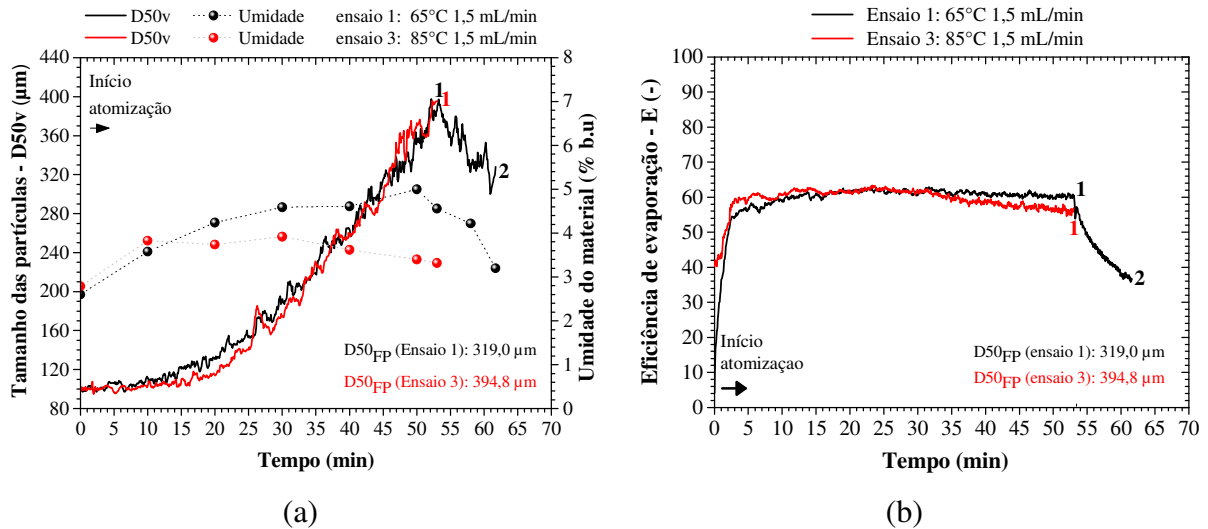 D50v Umidade ensaio 1: 65°C 1,5 mL/min
D50v Umidade ensaio 3: 85°C 1,5 mL/min
Tamanho das partículas - D50v (µm)
440
400
360
320
280
240
200
160
120
80
Início
atomização
1
1
2
D50FP (Ensaio 1): 319,0 µm
D50FP (Ensaio 3): 394,8 µm
8
7
6
5
4
3
2
1
0
Umidade do material (% b.u)
0 5 10 15 20 25 30 35 40 45 50 55 60 65 70
Tempo (min)
(a)
Ensaio 1: 65°C 1,5 mL/min
Ensaio 3: 85°C 1,5 mL/min
Eficiência de evaporação - E (-)
100
90
80
70
60
50
40
30
20
10
0
1
1
2
Início
atomizaçao
D50FP (ensaio 1): 319,0 µm
D50FP (ensaio 3): 394,8 µm
0 5 10 15 20 25 30 35 40 45 50 55 60 65 70
Tempo (min)
(b)